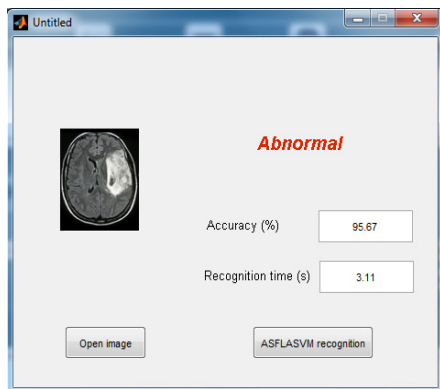 Untitled
Abnormal
Accuracy (%)
95.67
Recognition time (s)
3.11
Open image
ASFLASVM recognition